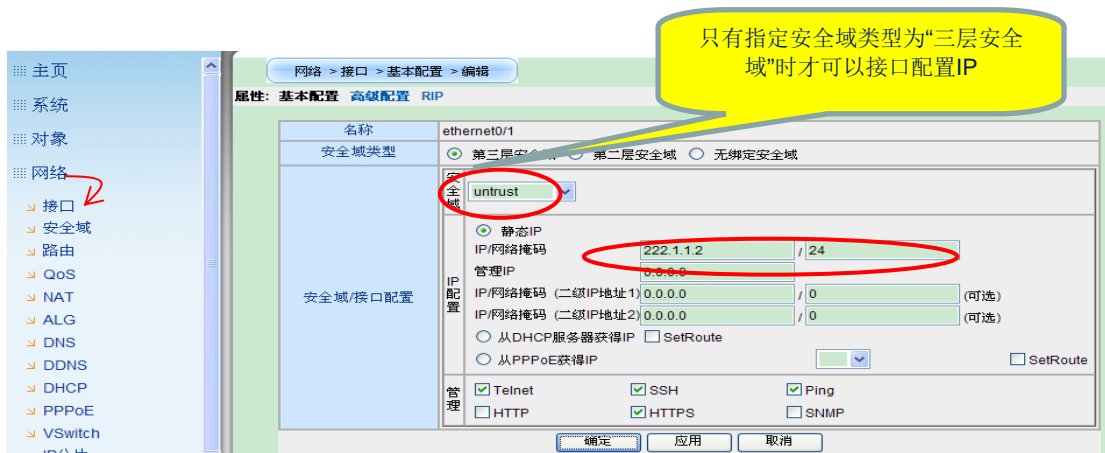 只有指定安全域类型为“三层安全
域”时才可以接口配置IP
主页
系统
对象
网络
接口
安全域
路由
QoS
NAT
ALG
DNS
DDNS
DHCP
PPPoE
VSwitch
网络 > 接口 > 基本配置 > 编辑
属性: 基本配置 高级配置 RIP
名称 ethernet0/1
安全域类型 第三层安全域 第二层安全域 无绑定安全域
安全域/接口配置
安全域 untrust
IP配置
静态IP
IP/网络掩码 222.1.1.2 / 24
管理IP 0.0.0.0
IP/网络掩码（二级IP地址1) 0.0.0.0 / 0 (可选)
IP/网络掩码（二级IP地址2) 0.0.0.0 / 0 (可选)
从DHCP服务器获得IP SetRoute
从PPPoE获得IP SetRoute
管理
Telnet SSH Ping
HTTP HTTPS SNMP
确定 应用 取消